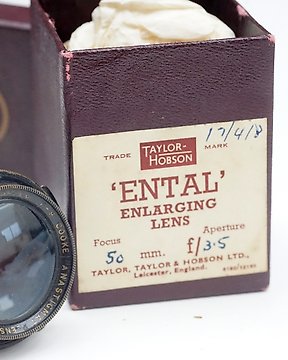 17/4/8
TAYLOR-
TRADE HOBSON MARK
'ENTAL'
ENLARGING
LENS
Focus Aperture
50 mm. f/3·5
TAYLOR, TAYLOR & HOBSON LTD.,
Leicester, England.
COOKE ANASTIGM